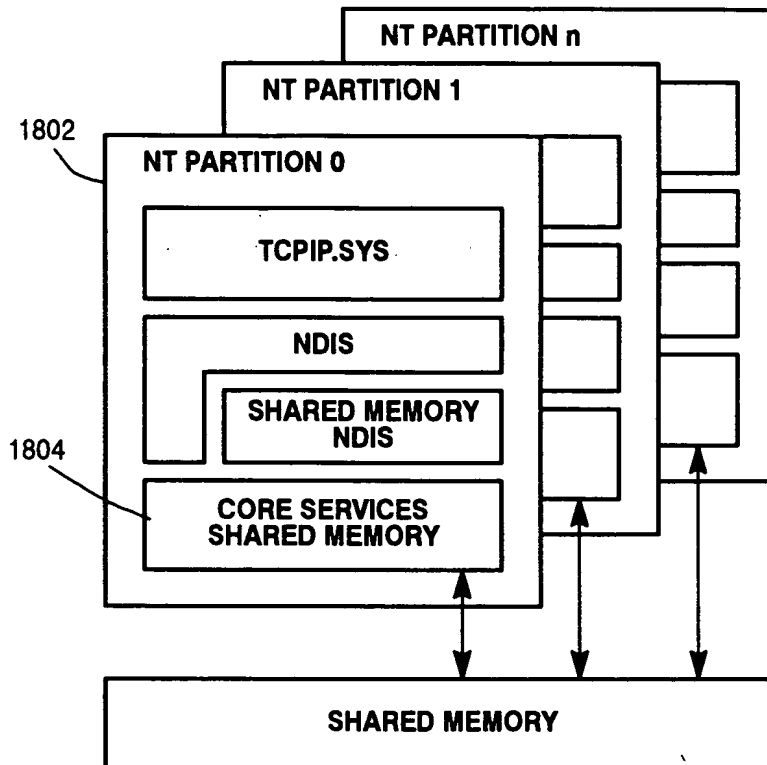 NT PARTITION n
NT PARTITION 1
1802
NT PARTITION 0
TCPIP.SYS
NDIS
SHARED MEMORY
NDIS
1804
CORE SERVICES
SHARED MEMORY
SHARED MEMORY